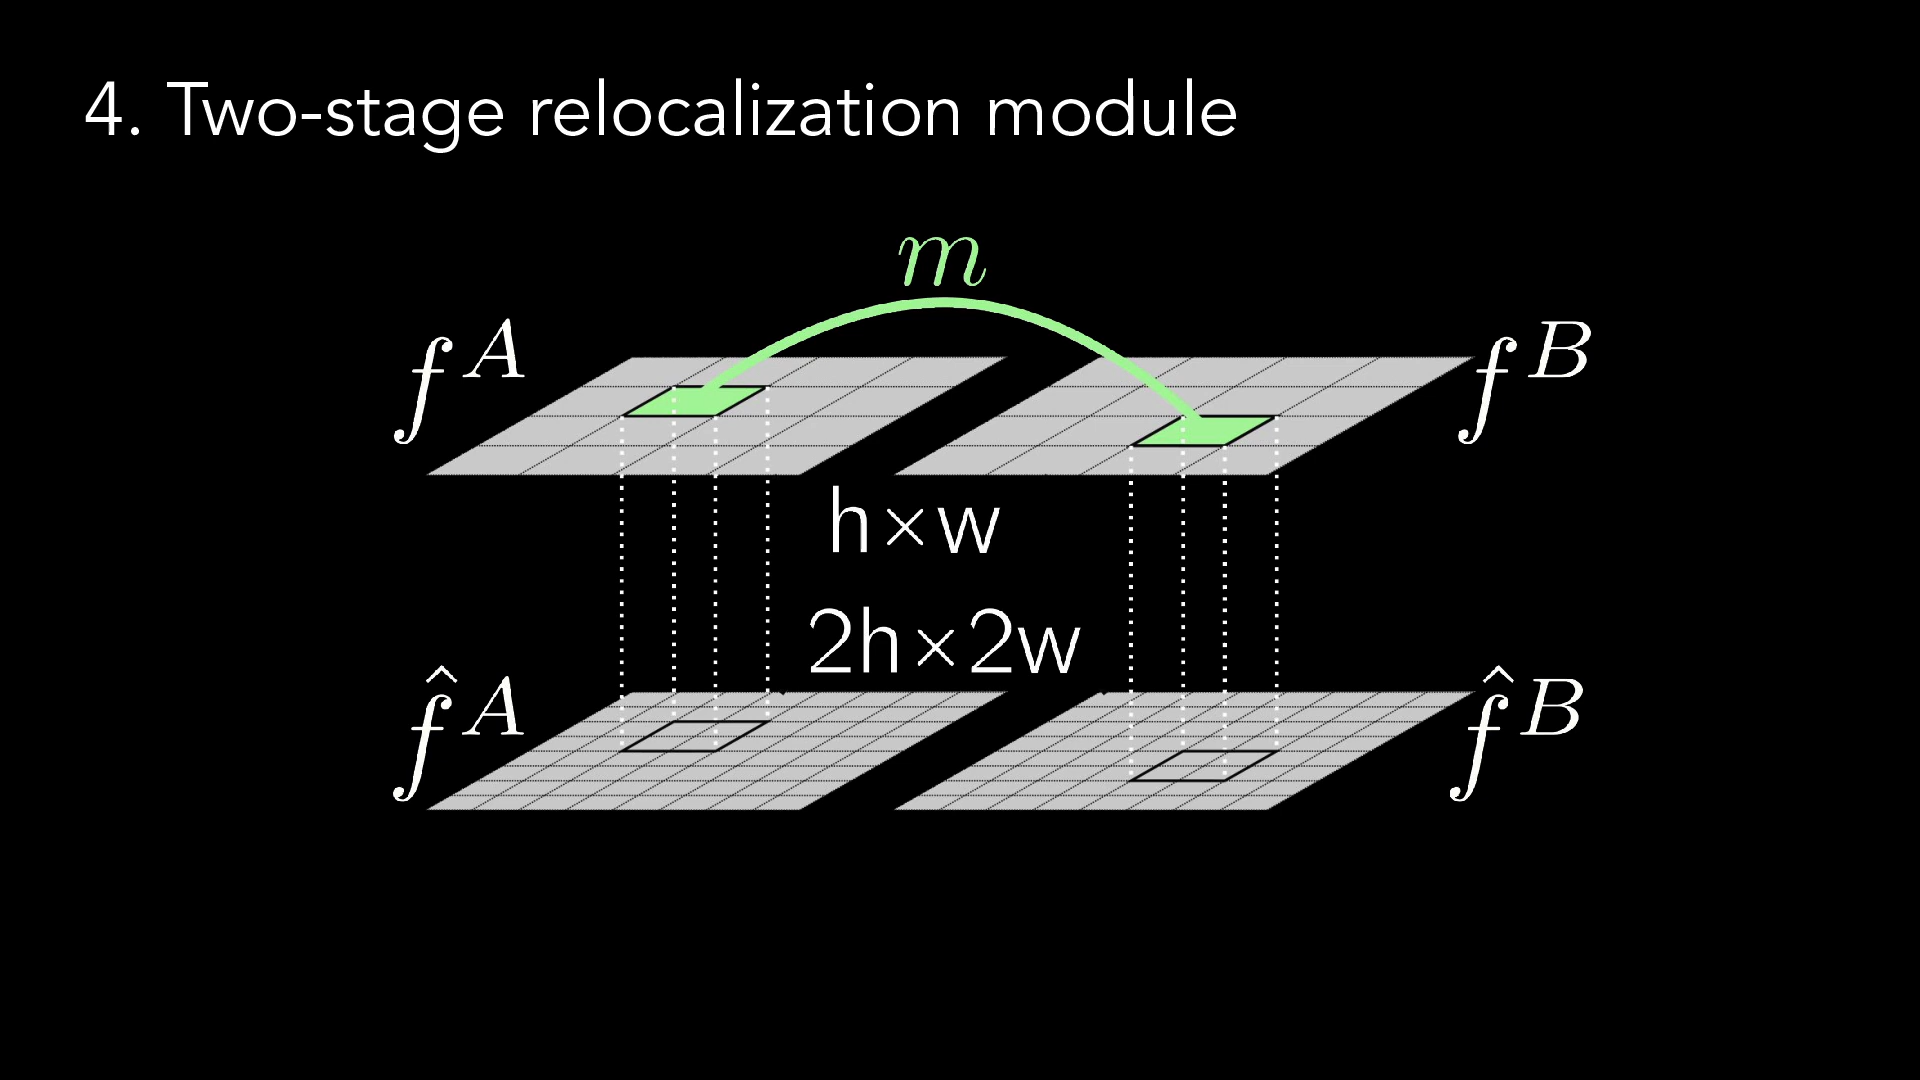 4. Two-stage relocalization module
m
f^A
f^B
h×w
2h×2w
f̂^A
f̂^B